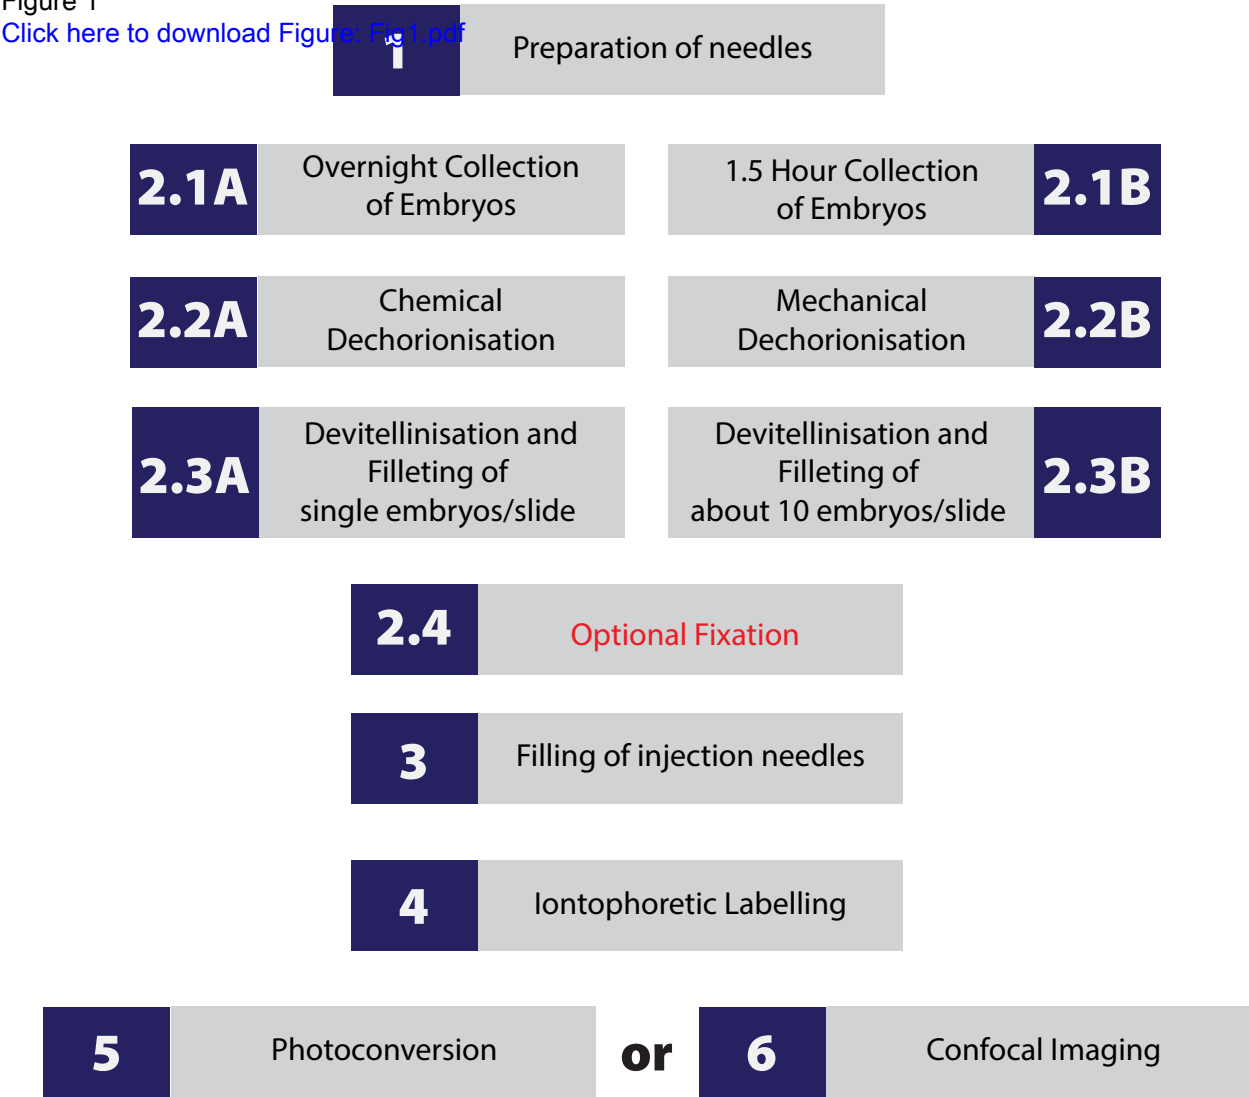 Figure 1
Click here to download Figure: Fig1.pdf
1
Preparation of needles
2.1A
Overnight Collection
of Embryos
1.5 Hour Collection
of Embryos
2.1B
2.2A
Chemical
Dechorionisation
Mechanical
Dechorionisation
2.2B
2.3A
Devitellinisation and
Filleting of
single embryos/slide
Devitellinisation and
Filleting of
about 10 embryos/slide
2.3B
2.4
Optional Fixation
3
Filling of injection needles
4
Iontophoretic Labelling
5
Photoconversion
or
6
Confocal Imaging